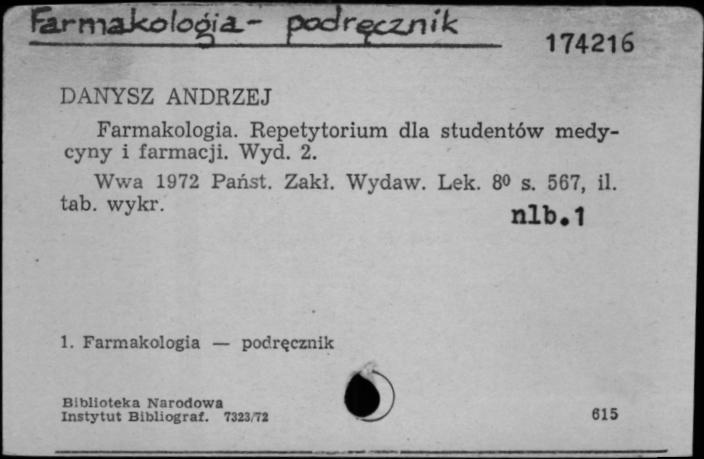 Farmakologia - podręcznik
174216
DANYSZ ANDRZEJ
Farmakologia. Repetytorium dla studentów medy-
cyny i farmacji. Wyd. 2.
Wwa 1972 Państ. Zakł. Wydaw. Lek. 8⁰ s. 567, il.
tab. wykr.
nlb.1
1. Farmakologia — podręcznik
Biblioteka Narodowa
Instytut Bibliograf. 7323/72
615